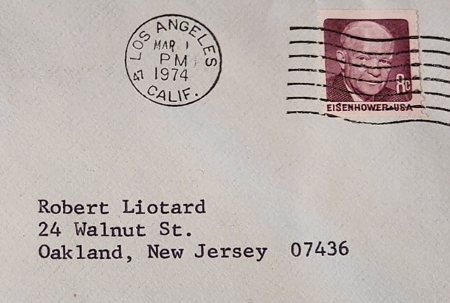 LOS ANGELES
MAR 1
PM
1974
CALIF.
8c
EISENHOWER·USA
Robert Liotard
24 Walnut St.
Oakland, New Jersey 07436